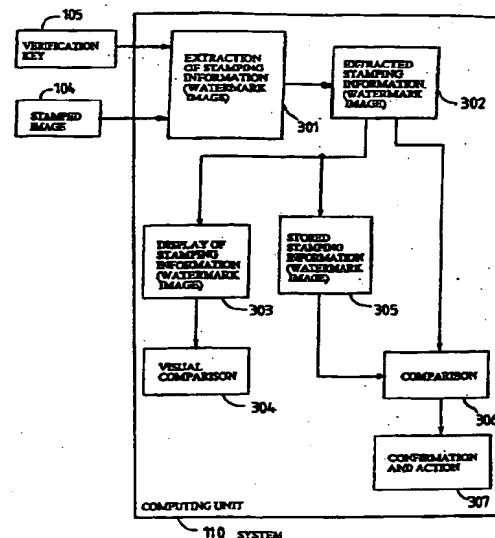 105
VERIFICATION
KEY
104
STAMPED
IMAGE
EXTRACTION
OF STAMPING
INFORMATION
(WATERMARK
IMAGE)
301
EXTRACTED
STAMPING
INFORMATION
(WATERMARK
IMAGE)
302
DISPLAY OF
STAMPING
INFORMATION
(WATERMARK
IMAGE)
303
STORED
STAMPING
INFORMATION
(WATERMARK
IMAGE)
305
VISUAL
COMPARISON
304
COMPARISON
306
CONFIRMATION
AND ACTION
307
COMPUTING UNIT
110 SYSTEM